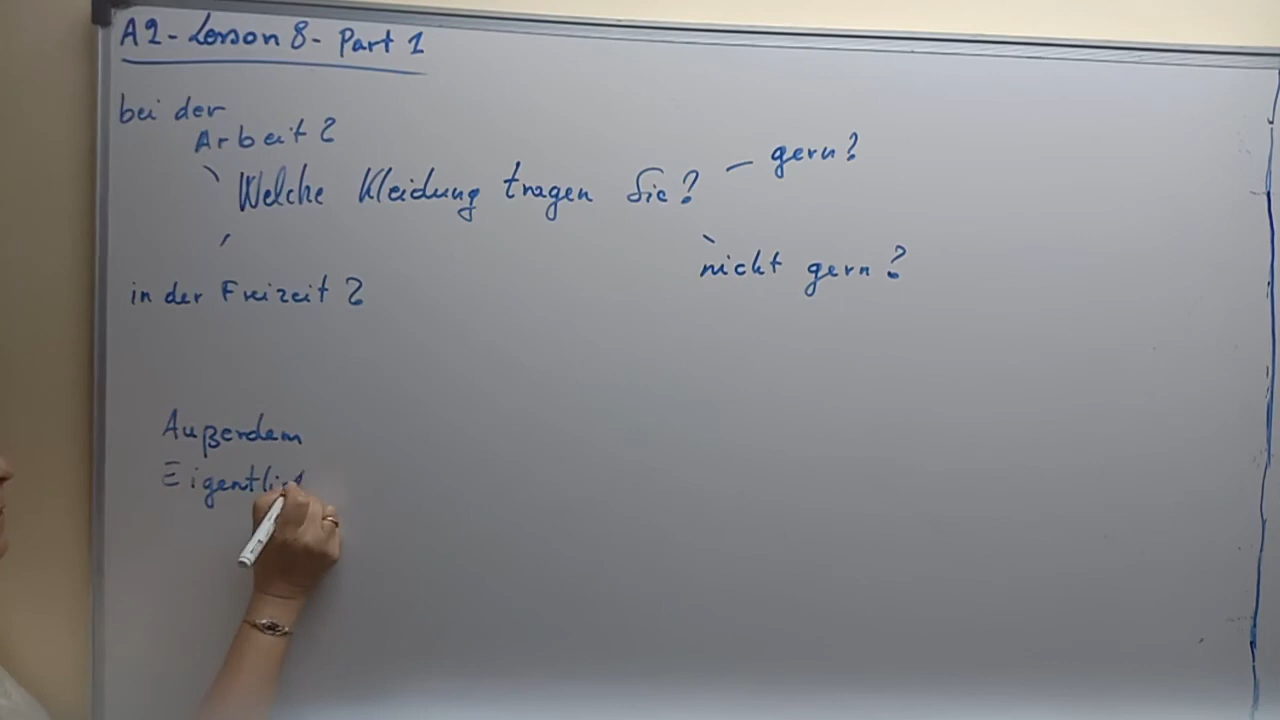 A2 - Lesson 8 - Part 1
bei der
Arbeit?
Welche Kleidung tragen Sie?
gern?
nicht gern?
in der Freizeit?
Außerdem
Eigentlic